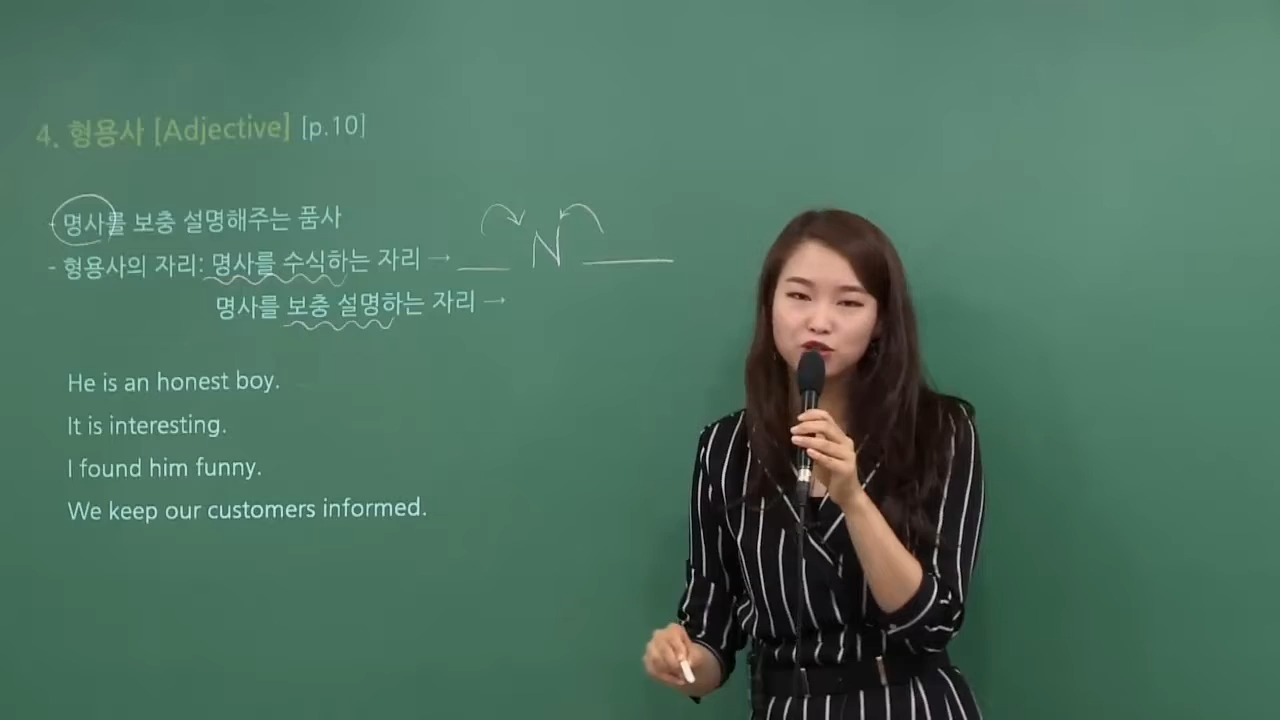 4. 형용사 [Adjective] [p.10]
- 명사를 보충 설명해주는 품사
- 형용사의 자리: 명사를 수식하는 자리 → ___ N ___
명사를 보충 설명하는 자리 →
He is an honest boy.
It is interesting.
I found him funny.
We keep our customers informed.